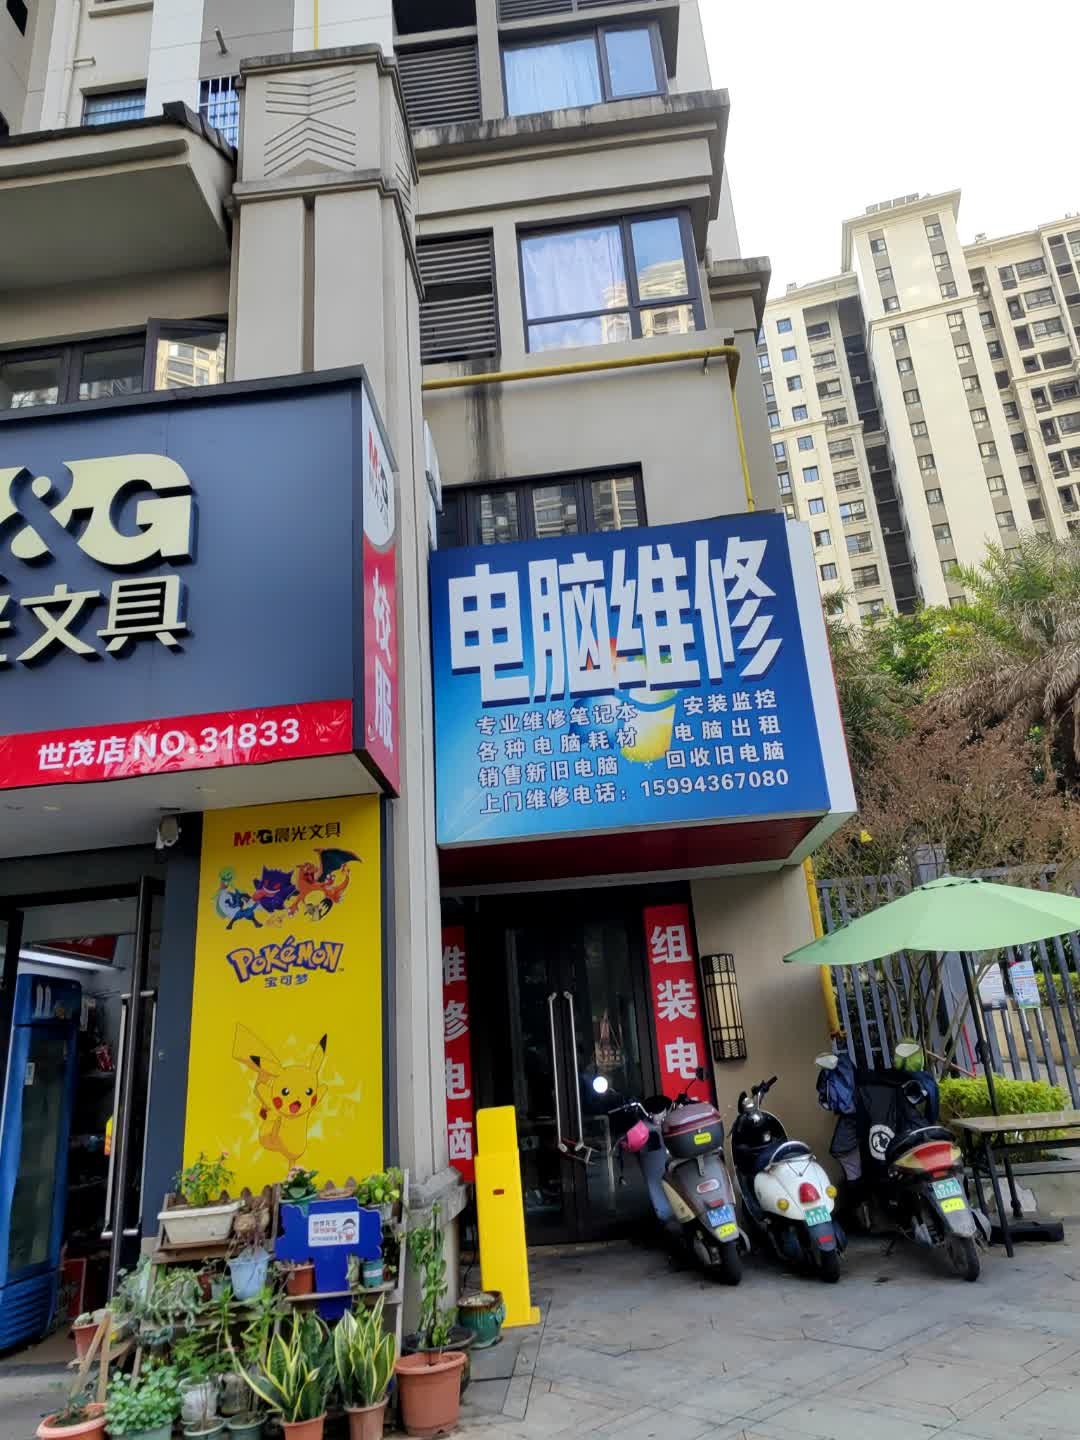 &G
文具
M&G
校服
世茂店NO.31833
M&G晨光文具
POKÉMON
宝可梦
电脑维修
专业维修笔记本 安装监控
各种电脑耗材 电脑出租
销售新旧电脑 回收旧电脑
上门维修电话：15994367080
维修电脑
组装电